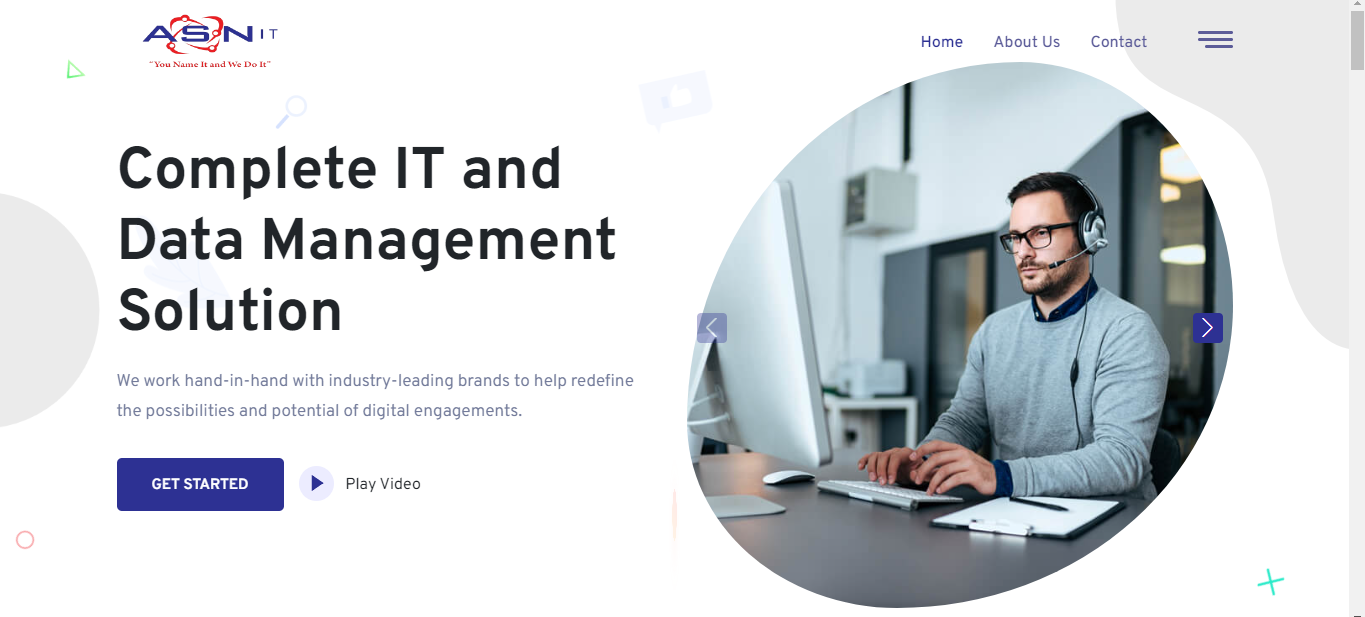 ASN IT
"You Name It and We Do It"
Home About Us Contact
Complete IT and
Data Management
Solution
We work hand-in-hand with industry-leading brands to help redefine
the possibilities and potential of digital engagements.
GET STARTED Play Video